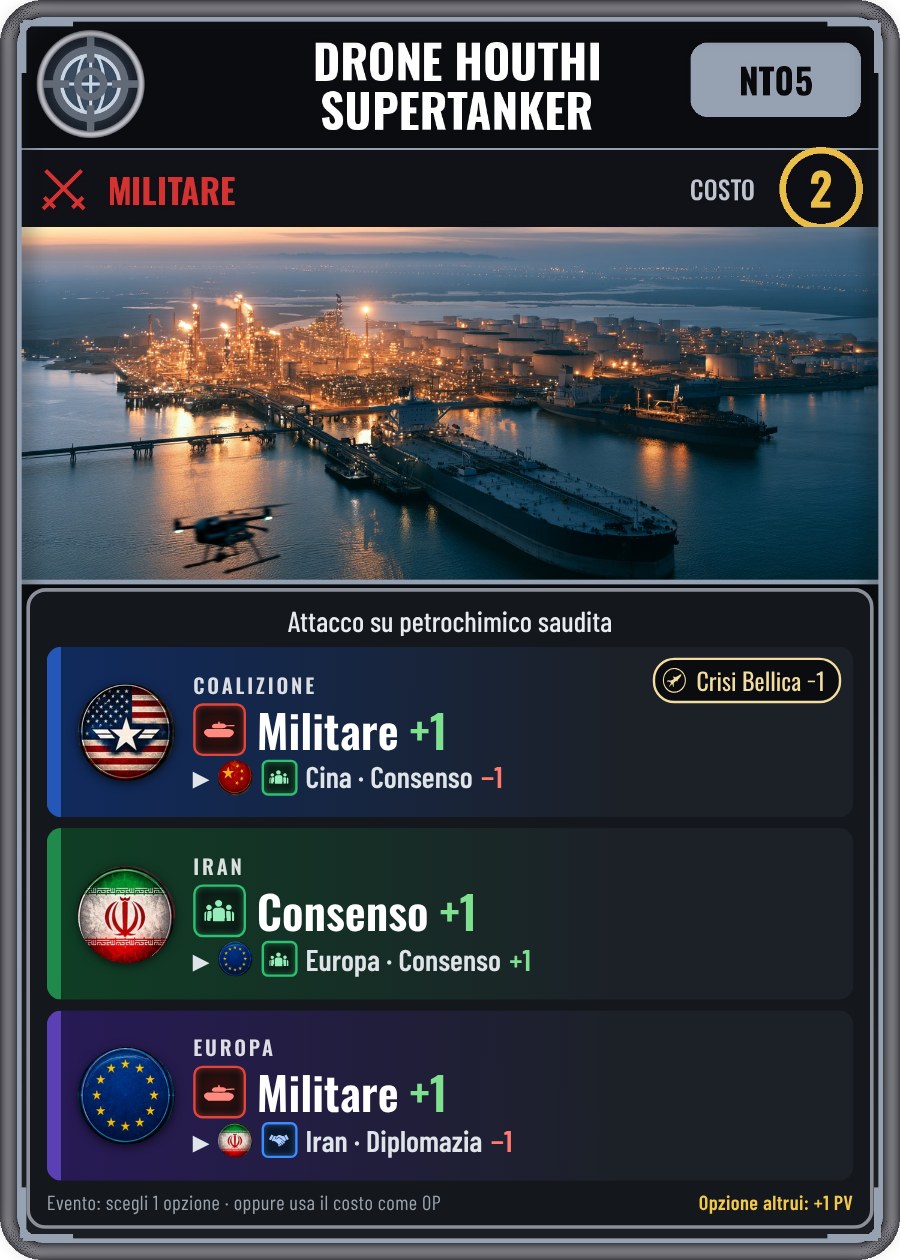 DRONE HOUTHI
SUPERTANKER
NT05
MILITARE
COSTO
2
Attacco su petrochimico saudita
COALIZIONE
Crisi Bellica −1
Militare +1
▶ Cina · Consenso −1
IRAN
Consenso +1
▶ Europa · Consenso +1
EUROPA
Militare +1
▶ Iran · Diplomazia −1
Evento: scegli 1 opzione · oppure usa il costo come OP
Opzione altrui: +1 PV